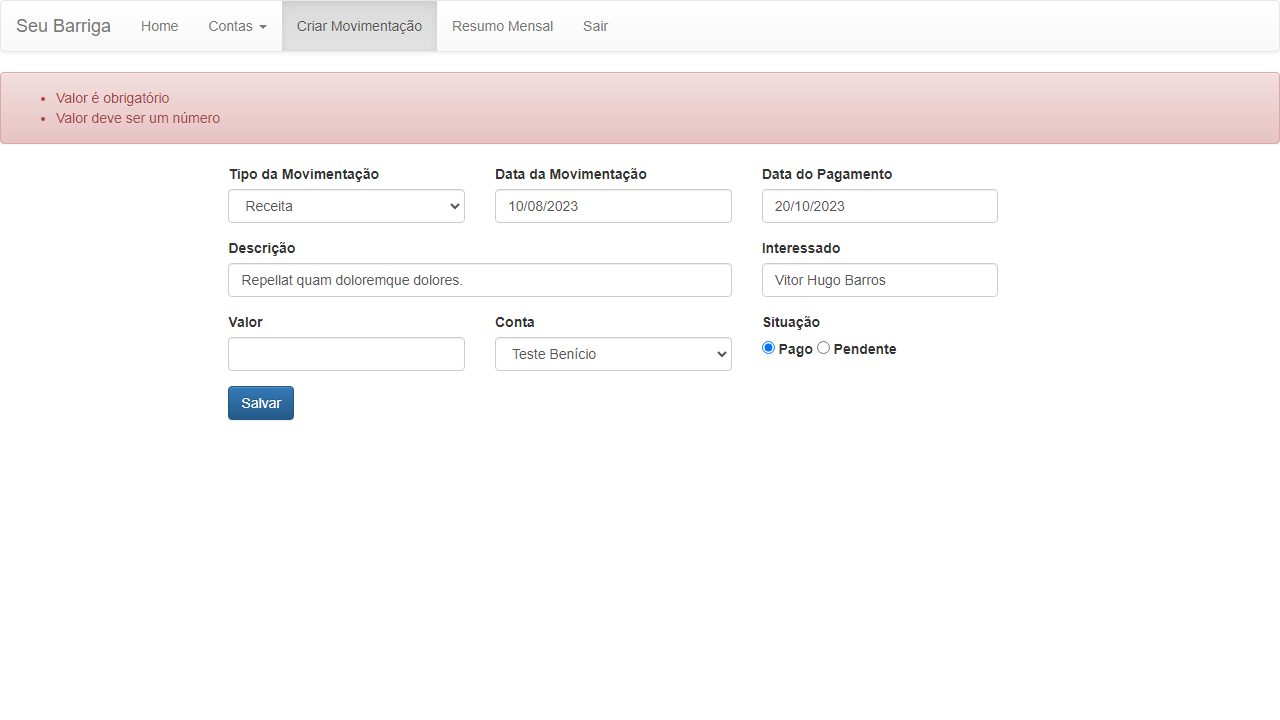 Seu Barriga Home Contas Criar Movimentação Resumo Mensal Sair
Valor é obrigatório
Valor deve ser um número
Tipo da Movimentação Data da Movimentação Data do Pagamento
Receita 10/08/2023 20/10/2023
Descrição Interessado
Repellat quam doloremque dolores. Vitor Hugo Barros
Valor Conta Situação
Teste Benício Pago Pendente
Salvar